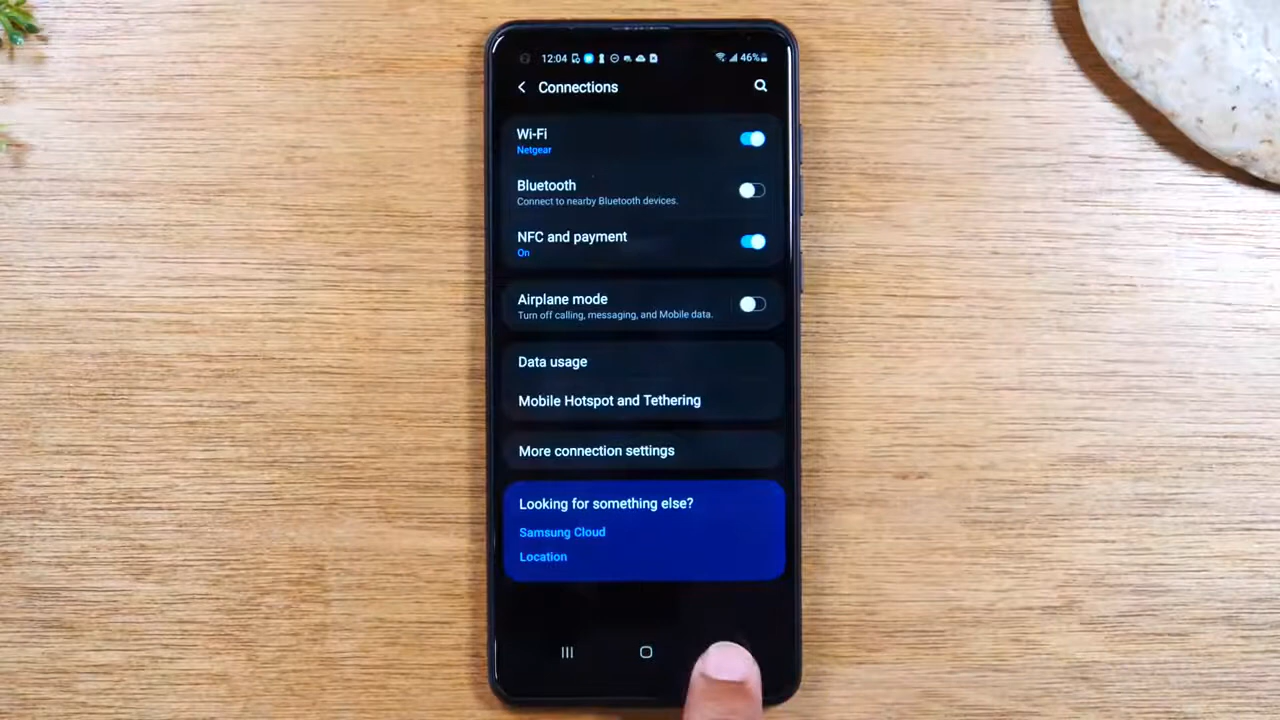 12:04
46%
Connections
Wi-Fi
Netgear
Bluetooth
Connect to nearby Bluetooth devices.
NFC and payment
On
Airplane mode
Turn off calling, messaging, and Mobile data.
Data usage
Mobile Hotspot and Tethering
More connection settings
Looking for something else?
Samsung Cloud
Location